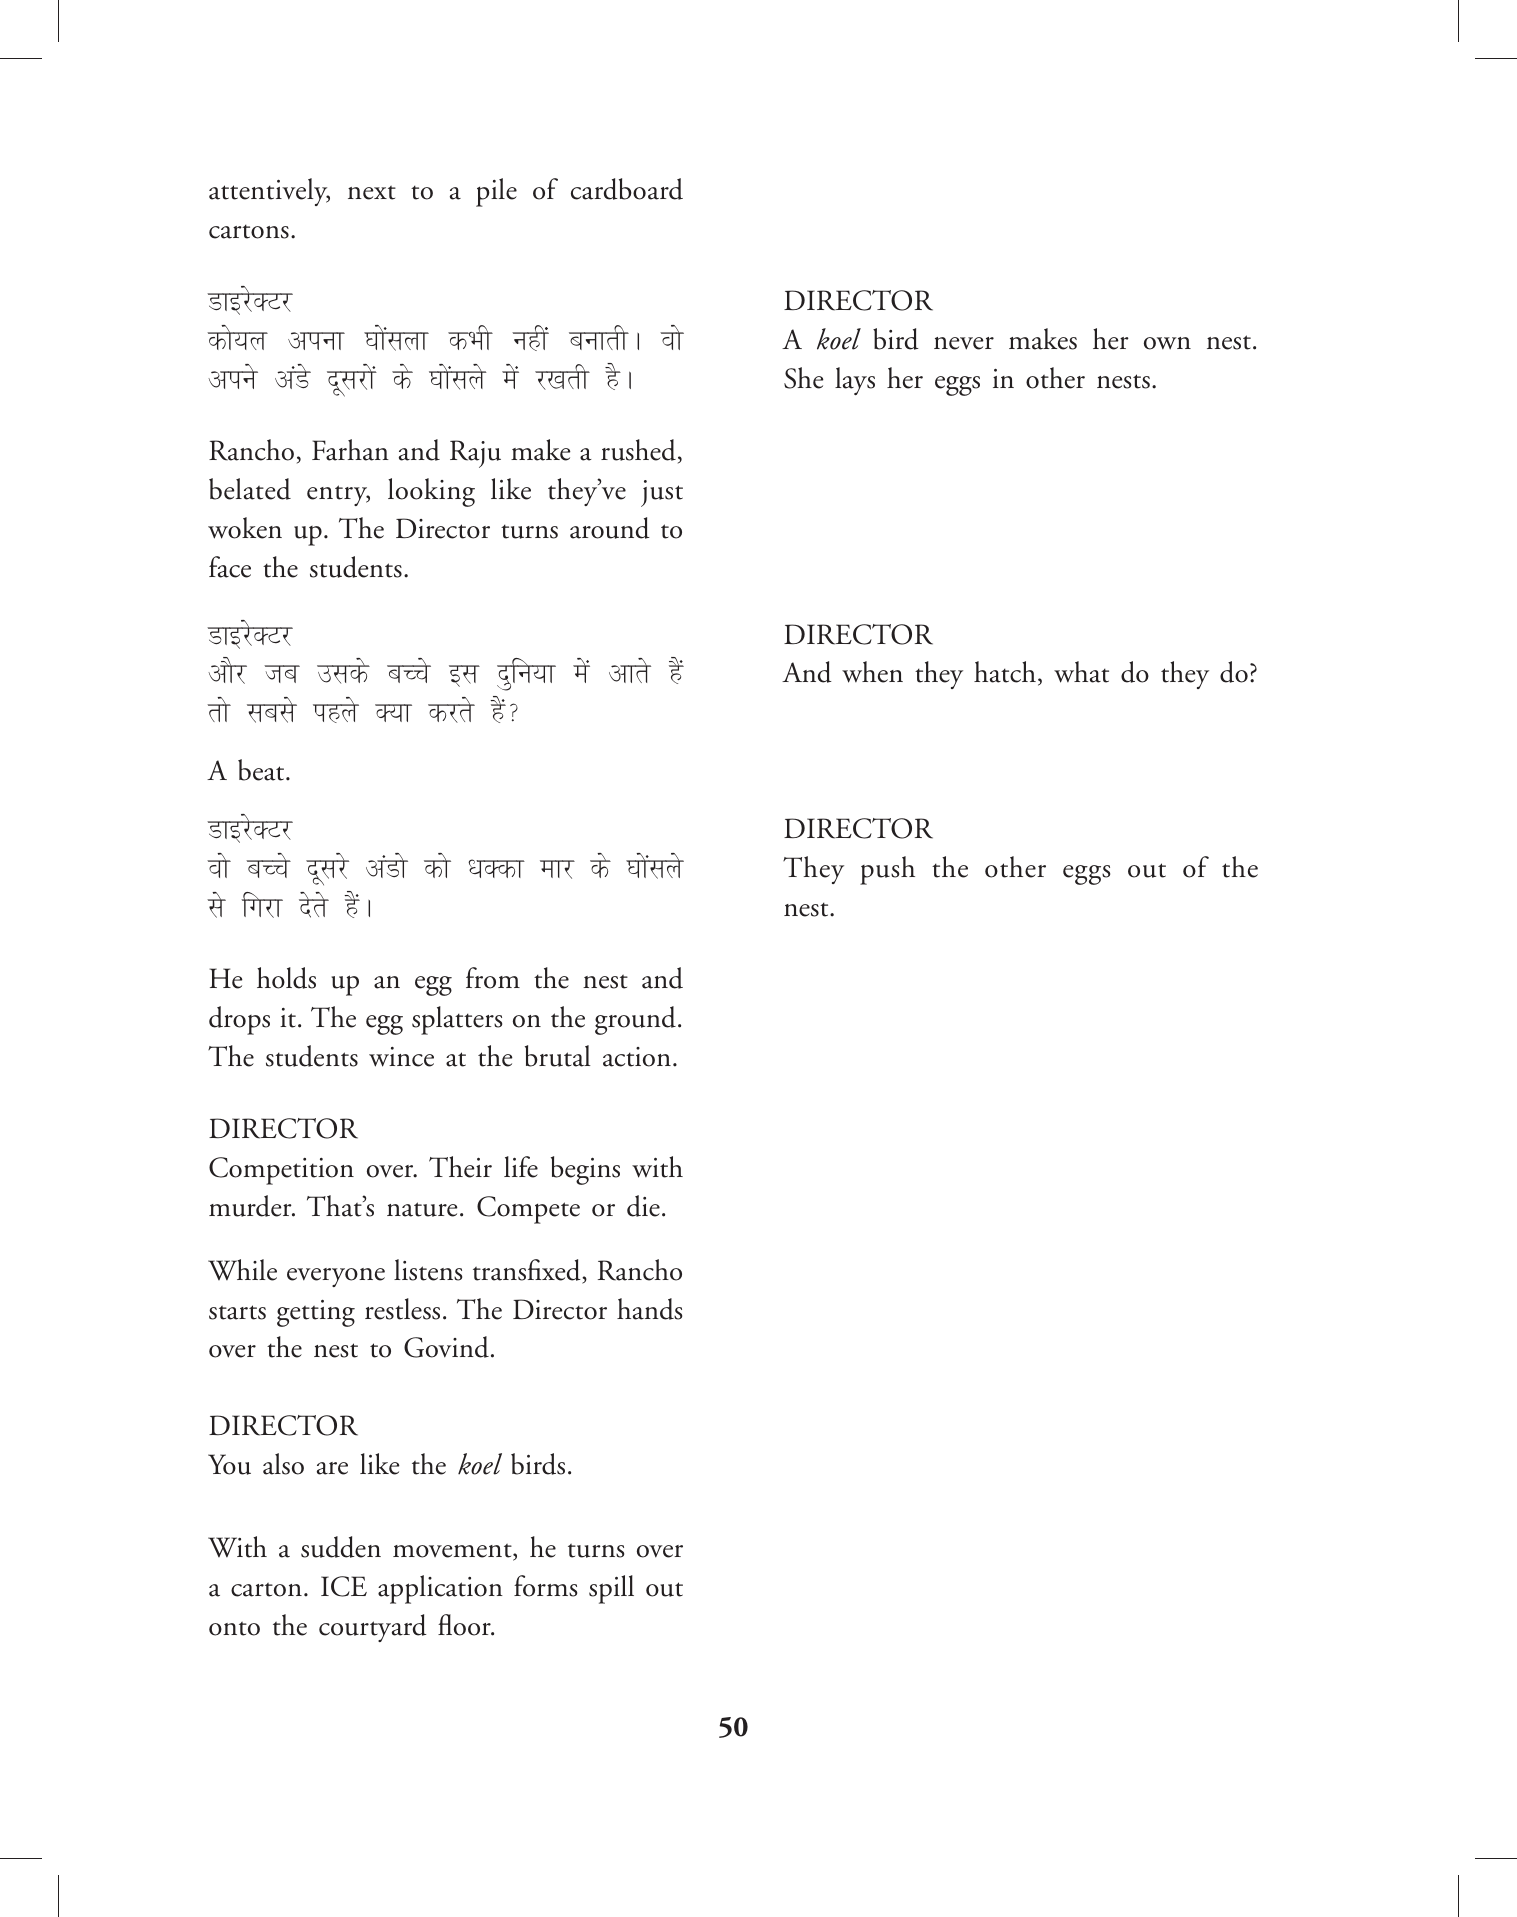 attentively, next to a pile of cardboard
cartons.
डाइरेक्टर
कोयल अपना घोंसला कभी नहीं बनाती। वो
अपने अंडे दूसरों के घोंसले में रखती है।
DIRECTOR
A koel bird never makes her own nest.
She lays her eggs in other nests.
Rancho, Farhan and Raju make a rushed,
belated entry, looking like they’ve just
woken up. The Director turns around to
face the students.
डाइरेक्टर
और जब उसके बच्चे इस दुनिया में आते हैं
तो सबसे पहले क्या करते हैं?
DIRECTOR
And when they hatch, what do they do?
A beat.
डाइरेक्टर
वो बच्चे दूसरे अंडो को धक्का मार के घोंसले
से गिरा देते हैं।
DIRECTOR
They push the other eggs out of the
nest.
He holds up an egg from the nest and
drops it. The egg splatters on the ground.
The students wince at the brutal action.
DIRECTOR
Competition over. Their life begins with
murder. That’s nature. Compete or die.
While everyone listens transfixed, Rancho
starts getting restless. The Director hands
over the nest to Govind.
DIRECTOR
You also are like the koel birds.
With a sudden movement, he turns over
a carton. ICE application forms spill out
onto the courtyard floor.
50